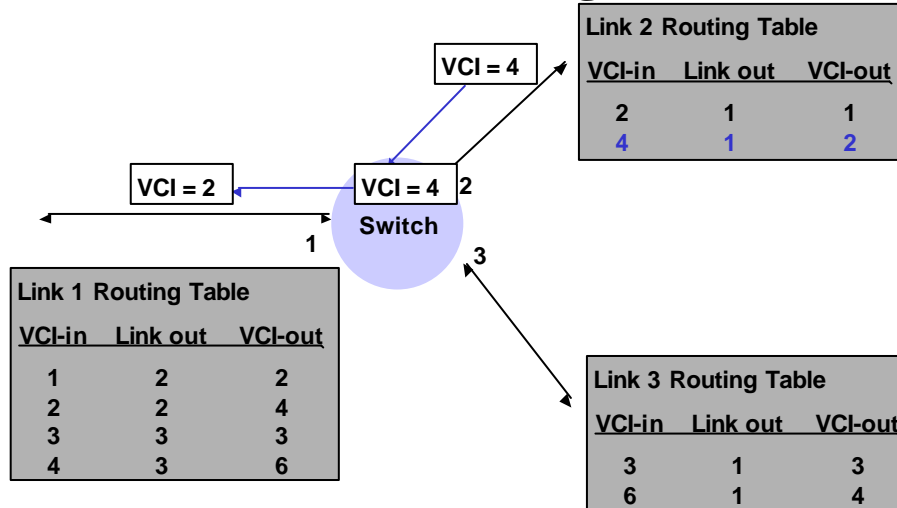 Link 2 Routing Table
VCI-in Link out VCI-out
2 1 1
4 1 2
VCI = 4
VCI = 2
VCI = 4
2
Switch
1
3
Link 1 Routing Table
VCI-in Link out VCI-out
1 2 2
2 2 4
3 3 3
4 3 6
Link 3 Routing Table
VCI-in Link out VCI-out
3 1 3
6 1 4